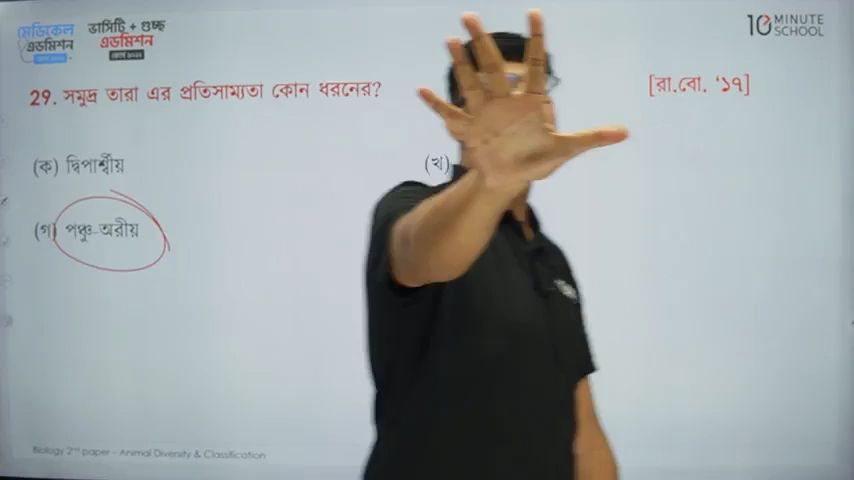 মেডিকেল
এডমিশন
ভার্সিটি + গুচ্ছ
এডমিশন
10 MINUTE
SCHOOL
29. সমুদ্র তারা এর প্রতিসাম্যতা কোন ধরনের?
[রা.বো. ‘১৭]
(ক) দ্বিপার্শ্বীয়
(খ)
(গ) পঞ্চ-অরীয়
Biology 2nd paper – Animal Diversity & Classification